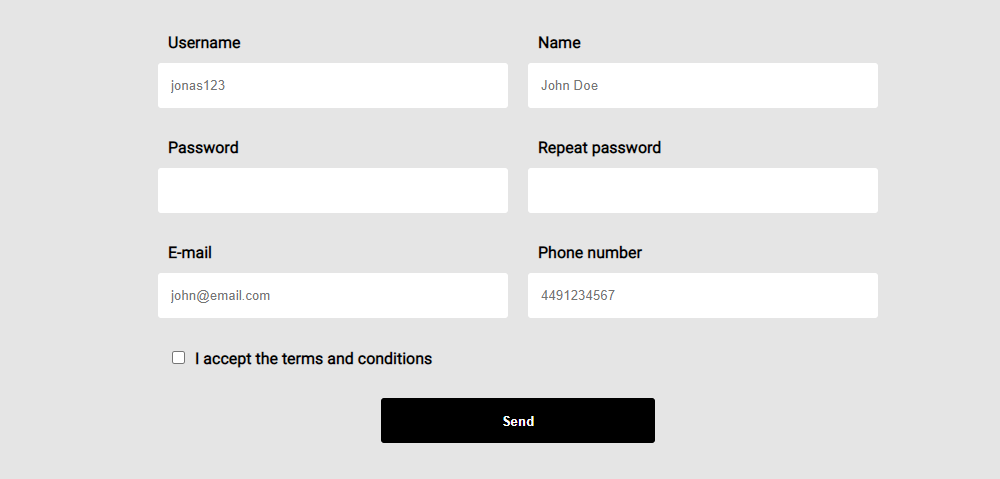 Username
Name
jonas123
John Doe
Password
Repeat password
E-mail
Phone number
john@email.com
4491234567
I accept the terms and conditions
Send